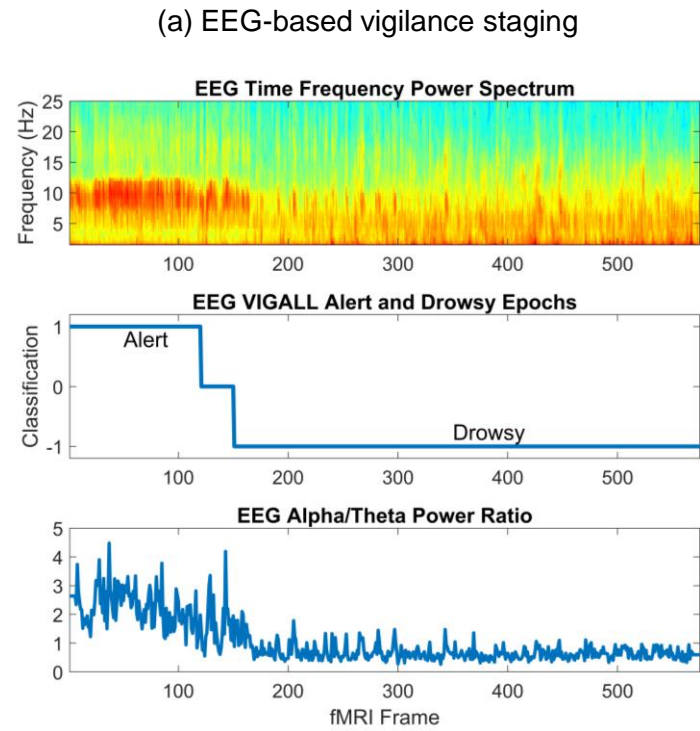 (a) EEG-based vigilance staging
EEG Time Frequency Power Spectrum
Frequency (Hz)
25
20
15
10
5
100 200 300 400 500
EEG VIGALL Alert and Drowsy Epochs
Classification
1
0
-1
Alert
Drowsy
100 200 300 400 500
EEG Alpha/Theta Power Ratio
5
4
3
2
1
0
100 200 300 400 500
fMRI Frame